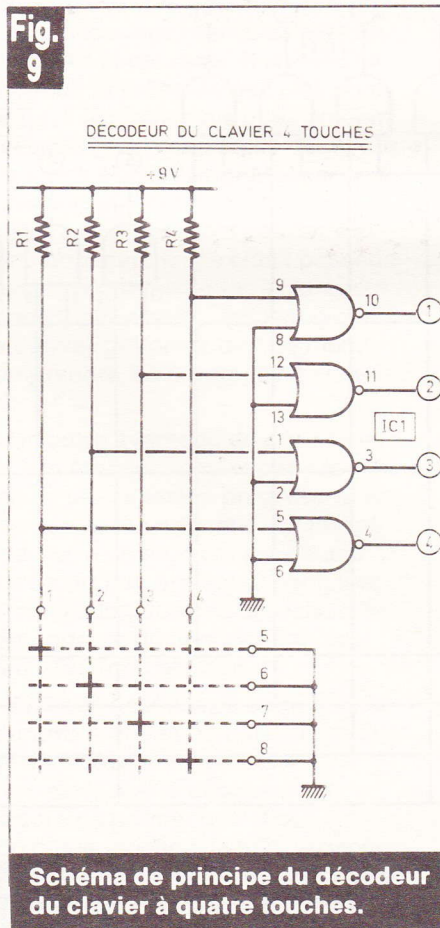 Fig.
9
DÉCODEUR DU CLAVIER 4 TOUCHES
+9V
R1 R2 R3 R4
9 10 1
8
12 11 2
13
IC1
1 3 3
2
5 4 4
6
1 2 3 4
5
6
7
8
Schéma de principe du décodeur
du clavier à quatre touches.